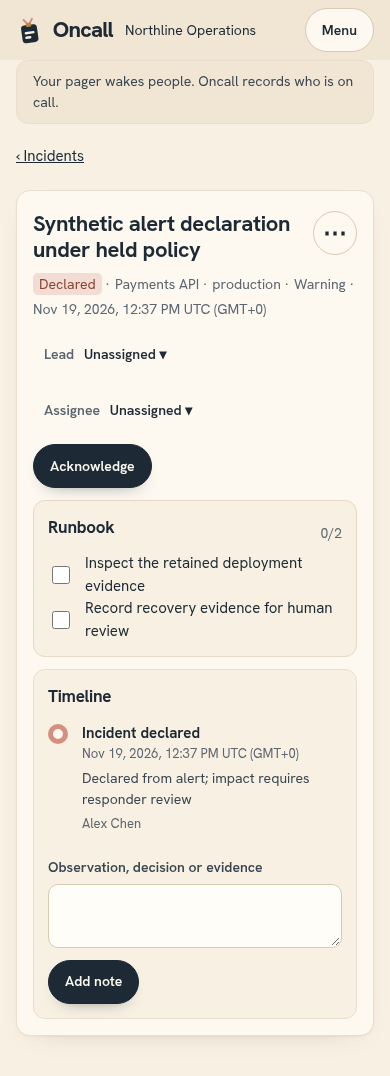 Oncall
Northline Operations
Menu
Your pager wakes people. Oncall records who is on
call.
‹ Incidents
Synthetic alert declaration
under held policy
Declared · Payments API · production · Warning ·
Nov 19, 2026, 12:37 PM UTC (GMT+0)
Lead Unassigned ▾
Assignee Unassigned ▾
Acknowledge
Runbook
0/2
Inspect the retained deployment
evidence
Record recovery evidence for human
review
Timeline
Incident declared
Nov 19, 2026, 12:37 PM UTC (GMT+0)
Declared from alert; impact requires
responder review
Alex Chen
Observation, decision or evidence
Add note